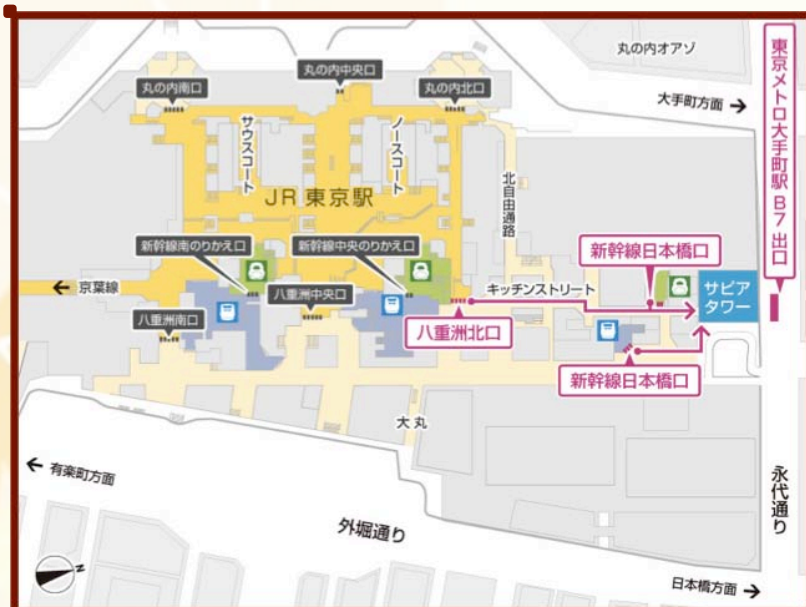 丸の内オアゾ
丸の内中央口
丸の内南口
丸の内北口
大手町方面 →
東京メトロ大手町駅 B7 出口
サウスコート
ノースコート
JR 東京駅
北自由通路
新幹線南のりかえ口
新幹線中央のりかえ口
新幹線日本橋口
← 京葉線
八重洲中央口
キッチンストリート
サピア
タワー
八重洲南口
八重洲北口
新幹線日本橋口
大丸
← 有楽町方面
外堀通り
永代通り
N
日本橋方面 →